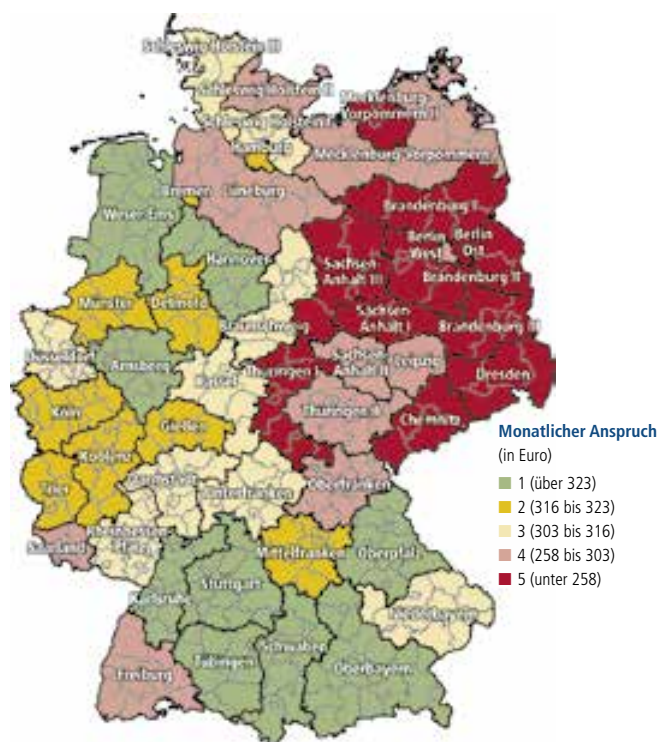 Schleswig Holstein III
Schleswig Holstein II
Mecklenburg-
Vorpommern II
Schleswig Holstein I
Hamburg
Mecklenburg-Vorpommern
Bremen
Lüneburg
Weser-Ems
Brandenburg I
Hannover
Berlin
West
Berlin
Ost
Sachsen-
Anhalt III
Brandenburg II
Münster
Detmold
Braunschweig
Sachsen-
Anhalt I
Brandenburg III
Düsseldorf
Arnsberg
Kassel
Thüringen I
Sachsen-
Anhalt II
Leipzig
Dresden
Köln
Gießen
Thüringen II
Chemnitz
Koblenz
Trier
Darmstadt
Unterfranken
Oberfranken
Saarland
Rheinhessen-
Pfalz
Mittelfranken
Oberpfalz
Karlsruhe
Stuttgart
Niederbayern
Schwaben
Freiburg
Tübingen
Oberbayern
Monatlicher Anspruch
(in Euro)
1 (über 323)
2 (316 bis 323)
3 (303 bis 316)
4 (258 bis 303)
5 (unter 258)